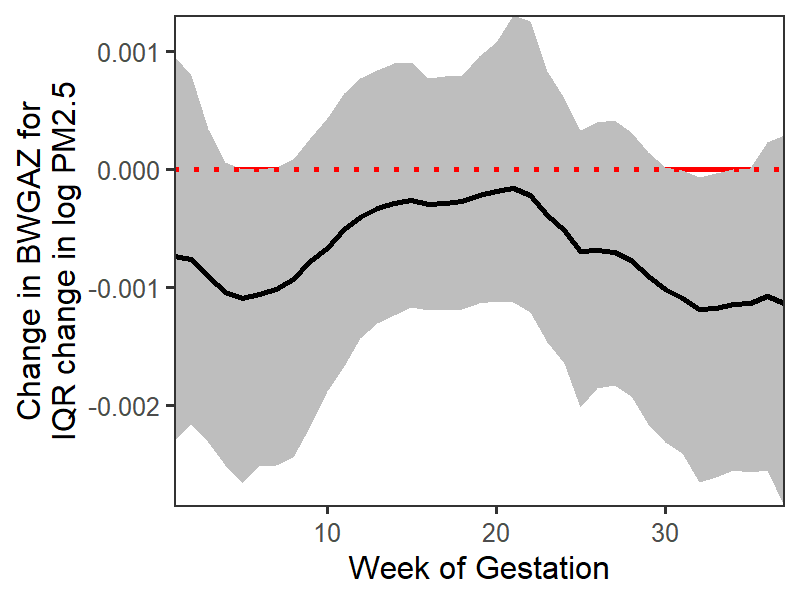 Change in BWGAZ for
IQR change in log PM2.5
0.001
0.000
-0.001
-0.002
10
20
30
Week of Gestation